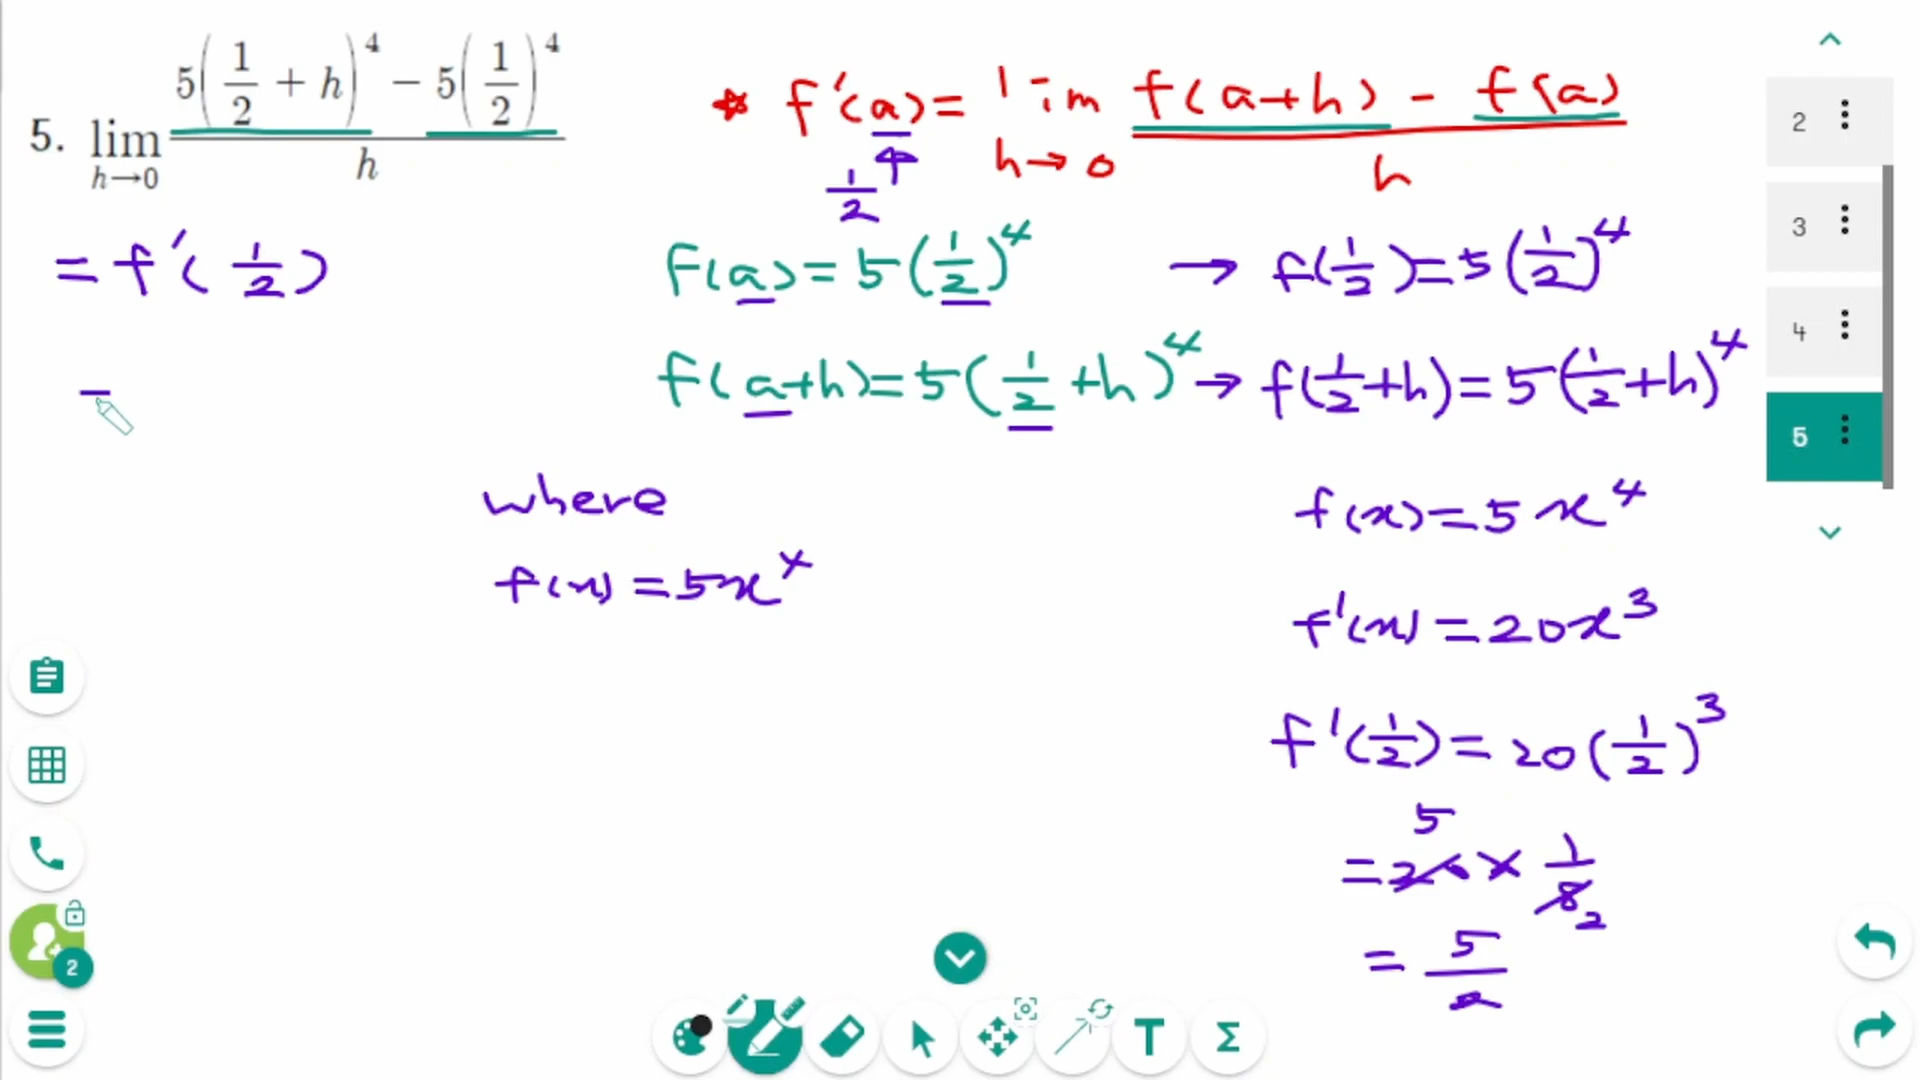 5. lim h→0 (5(1/2 + h)^4 − 5(1/2)^4) / h
* f'(a) = lim h→0 (f(a+h) - f(a)) / h
1/2
= f'(1/2)
f(a) = 5(1/2)^4 → f(1/2) = 5(1/2)^4
f(a+h) = 5(1/2 + h)^4 → f(1/2 + h) = 5(1/2 + h)^4
where
f(x) = 5x^4
f(x) = 5x^4
f'(x) = 20x^3
f'(1/2) = 20(1/2)^3
5
= 20 × 1/8
2
= 5/2
2
3
4
5
2
T
Σ